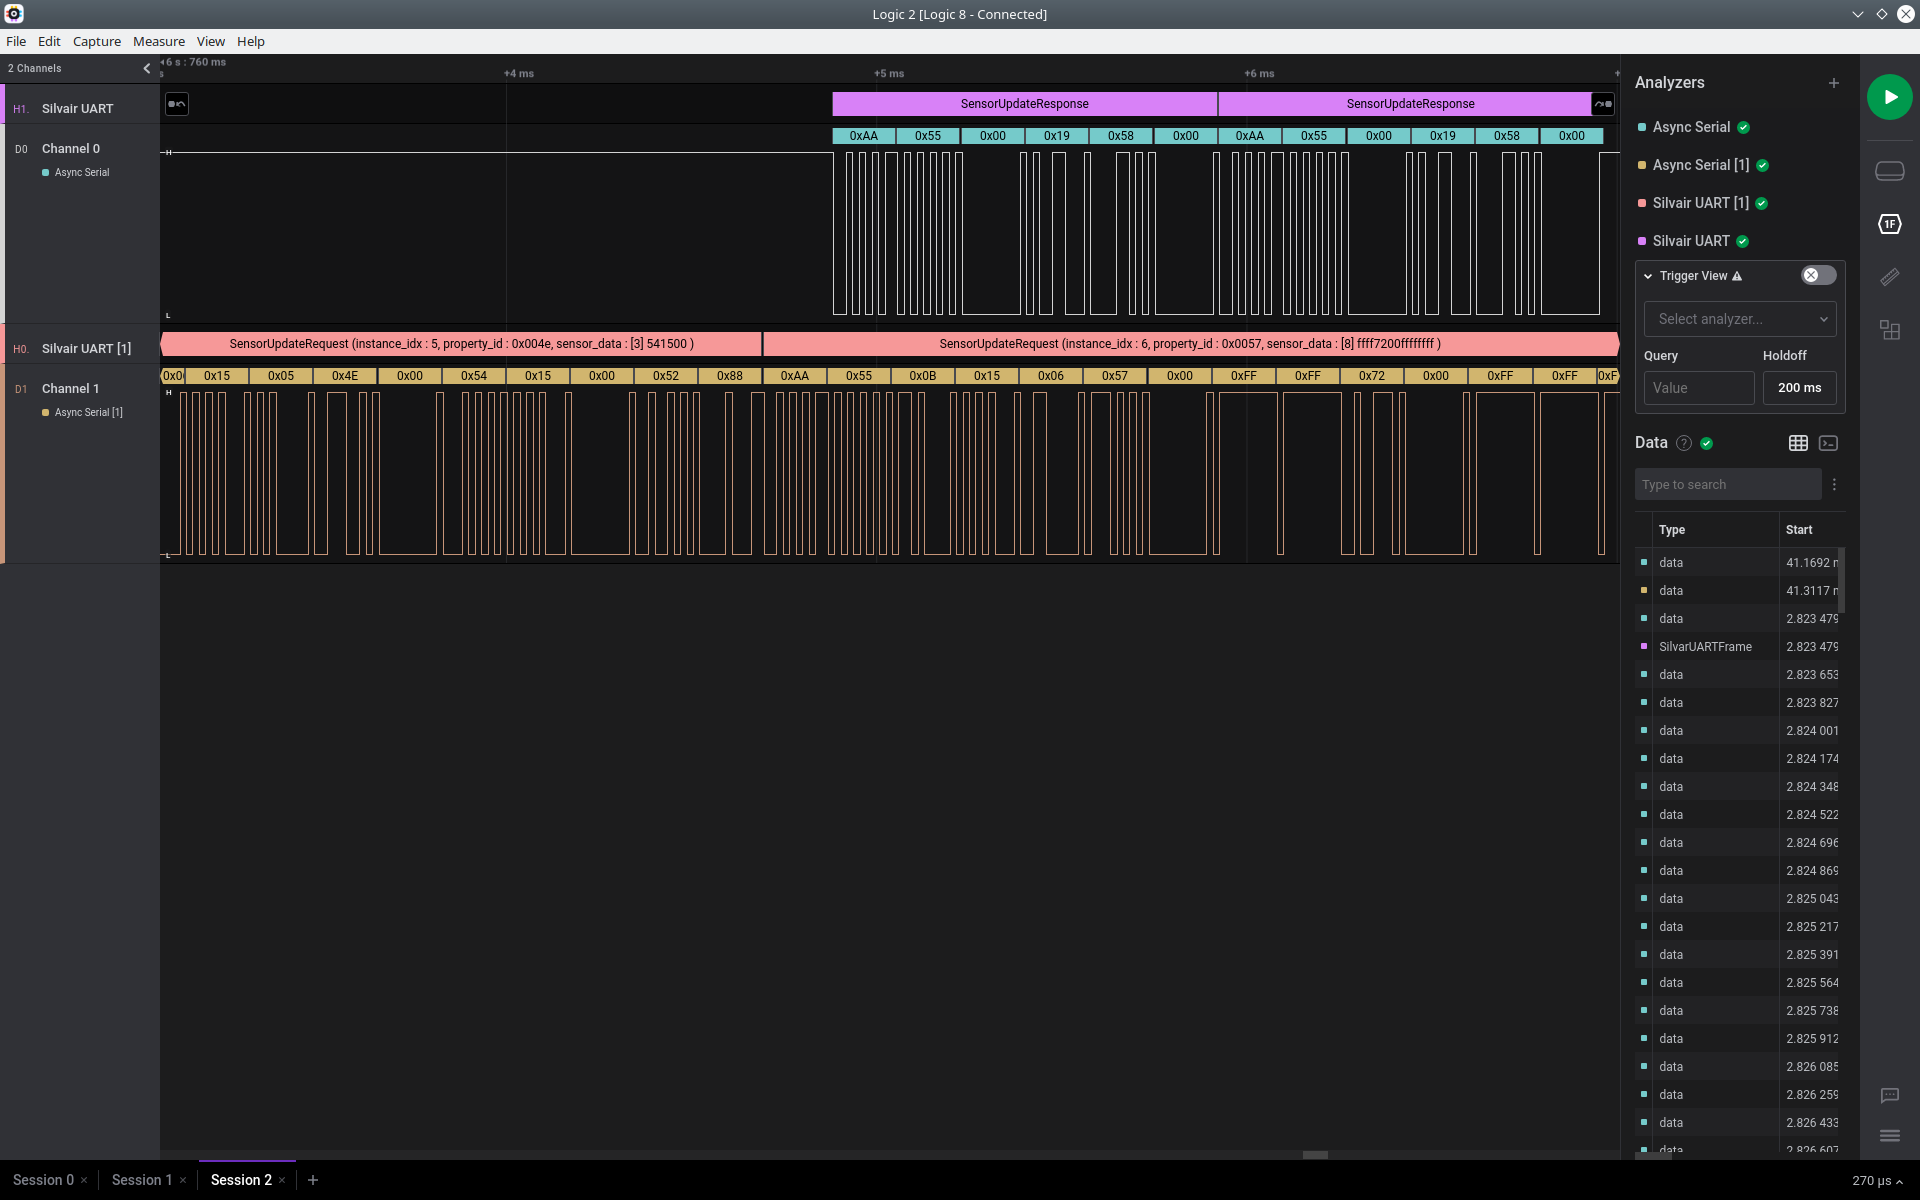 Logic 2 [Logic 8 - Connected]
File Edit Capture Measure View Help
2 Channels
6 s : 760 ms
s +4 ms +5 ms +6 ms +
H1. Silvair UART
SensorUpdateResponse SensorUpdateResponse
0xAA 0x55 0x00 0x19 0x58 0x00 0xAA 0x55 0x00 0x19 0x58 0x00
D0 Channel 0
H
Async Serial
L
H0. Silvair UART [1]
SensorUpdateRequest (instance_idx : 5, property_id : 0x004e, sensor_data : [3] 541500 ) SensorUpdateRequest (instance_idx : 6, property_id : 0x0057, sensor_data : [8] ffff7200ffffffff )
0x0 0x15 0x05 0x4E 0x00 0x54 0x15 0x00 0x52 0x88 0xAA 0x55 0x0B 0x15 0x06 0x57 0x00 0xFF 0xFF 0x72 0x00 0xFF 0xFF 0xF
D1 Channel 1
H
Async Serial [1]
L
Analyzers +
Async Serial
Async Serial [1]
Silvair UART [1]
Silvair UART
Trigger View
Select analyzer...
Query Holdoff
Value 200 ms
Data ?
Type to search
Type Start
data 41.1692
data 41.3117
data 2.823 479
SilvarUARTFrame 2.823 479
data 2.823 653
data 2.823 827
data 2.824 001
data 2.824 174
data 2.824 348
data 2.824 522
data 2.824 696
data 2.824 869
data 2.825 043
data 2.825 217
data 2.825 391
data 2.825 564
data 2.825 738
data 2.825 912
data 2.826 085
data 2.826 259
data 2.826 433
data 2.826 607
1F
Session 0 × Session 1 × Session 2 × +
270 µs